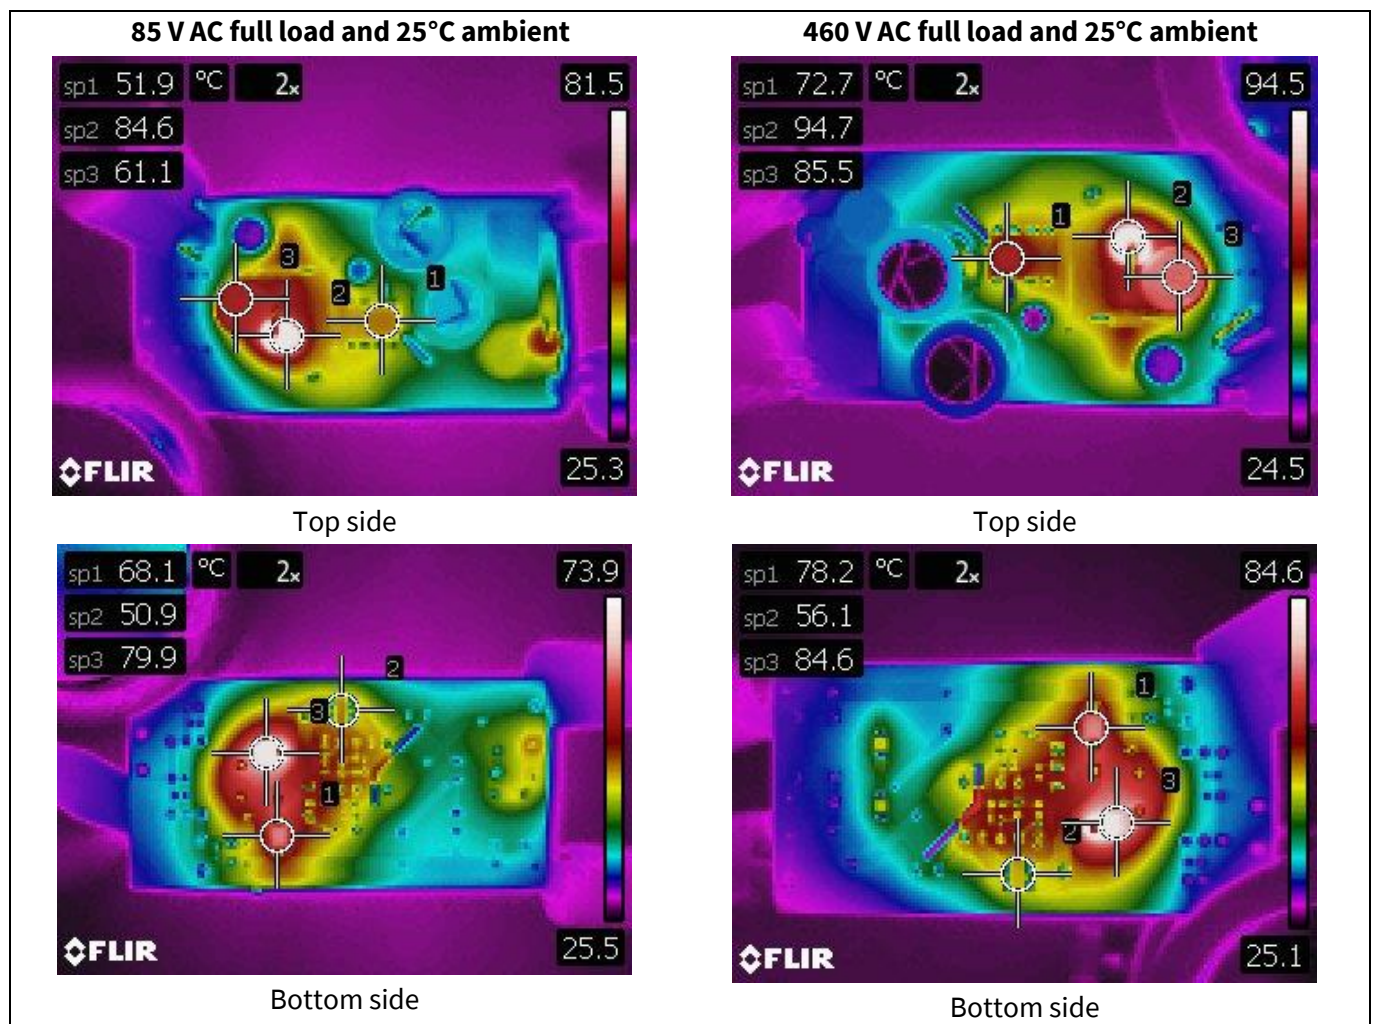 85 V AC full load and 25°C ambient
460 V AC full load and 25°C ambient
sp1 51.9 °C 2x 81.5
sp2 84.6
sp3 61.1
3
2
1
FLIR 25.3
Top side
sp1 72.7 °C 2x 94.5
sp2 94.7
sp3 85.5
2
1
3
FLIR 24.5
Top side
sp1 68.1 °C 2x 73.9
sp2 50.9
sp3 79.9
2
3
1
FLIR 25.5
Bottom side
sp1 78.2 °C 2x 84.6
sp2 56.1
sp3 84.6
1
3
2
FLIR 25.1
Bottom side